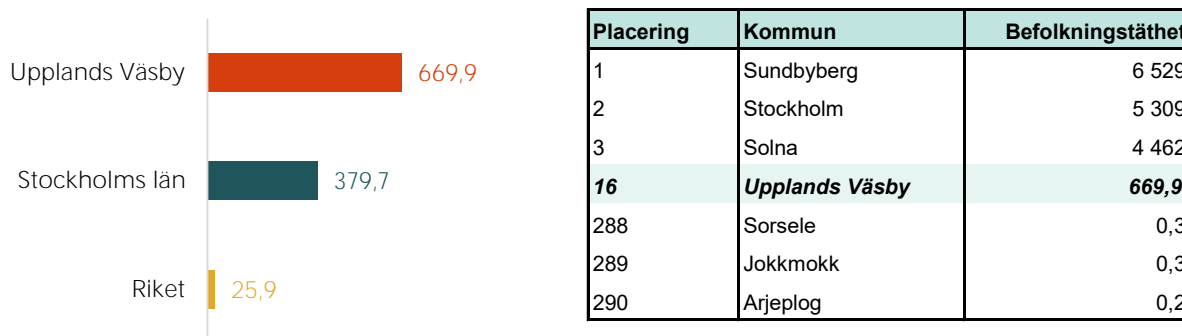 Upplands Väsby 669,9
Stockholms län 379,7
Riket 25,9
Placering Kommun Befolkningstäthet
1 Sundbyberg 6 529
2 Stockholm 5 309
3 Solna 4 462
16 Upplands Väsby 669,9
288 Sorsele 0,3
289 Jokkmokk 0,3
290 Arjeplog 0,2